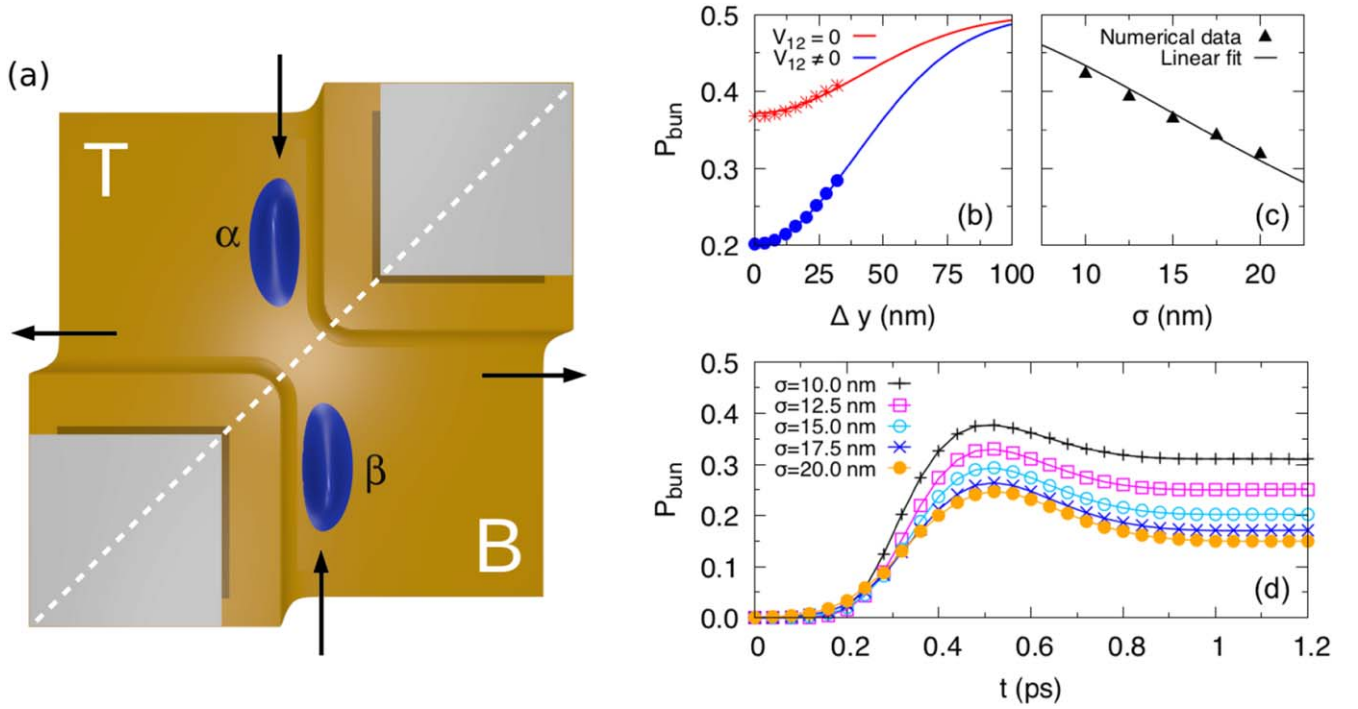 (a)
T
α
β
B
0.5
0.4
0.3
0.2
P_bun
V_12 = 0
V_12 ≠ 0
(b)
0 25 50 75 100
Δ y (nm)
Numerical data
Linear fit
(c)
10 15 20
σ (nm)
0.5
0.4
0.3
0.2
0.1
0.0
P_bun
σ=10.0 nm
σ=12.5 nm
σ=15.0 nm
σ=17.5 nm
σ=20.0 nm
(d)
0 0.2 0.4 0.6 0.8 1 1.2
t (ps)